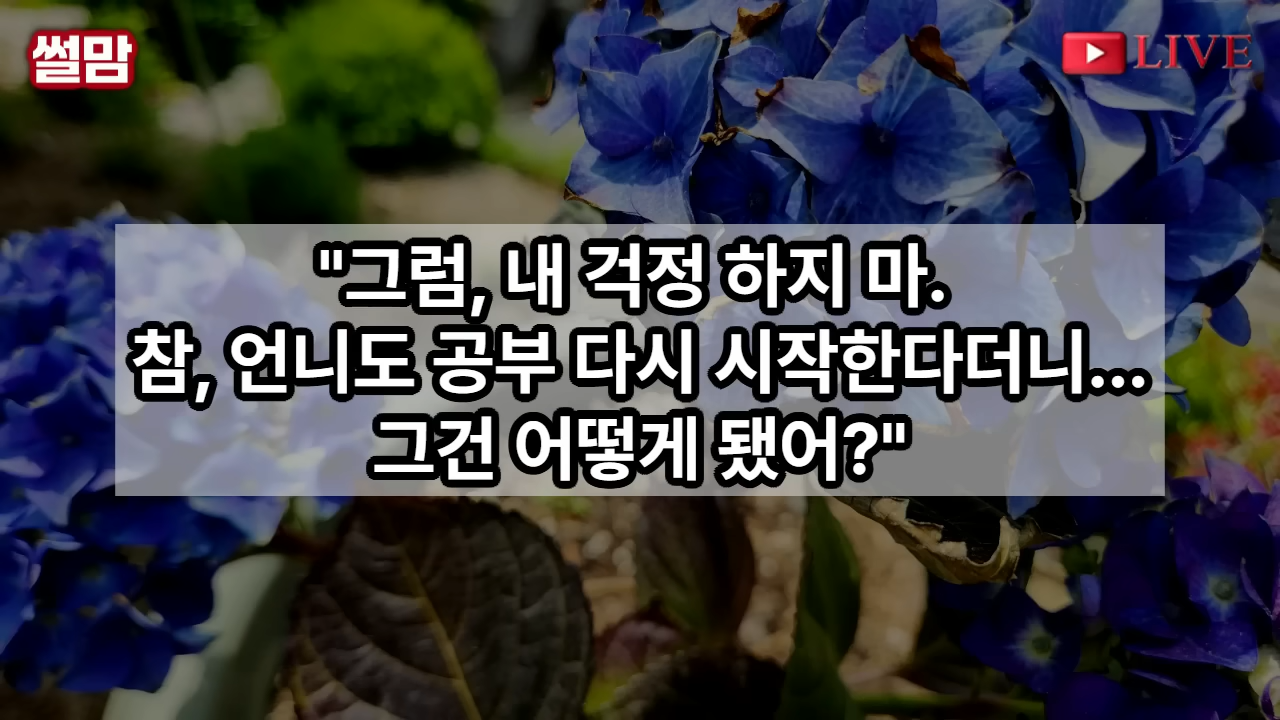 썰맘
LIVE
"그럼, 내 걱정 하지 마.
참, 언니도 공부 다시 시작한다더니...
그건 어떻게 됐어?"